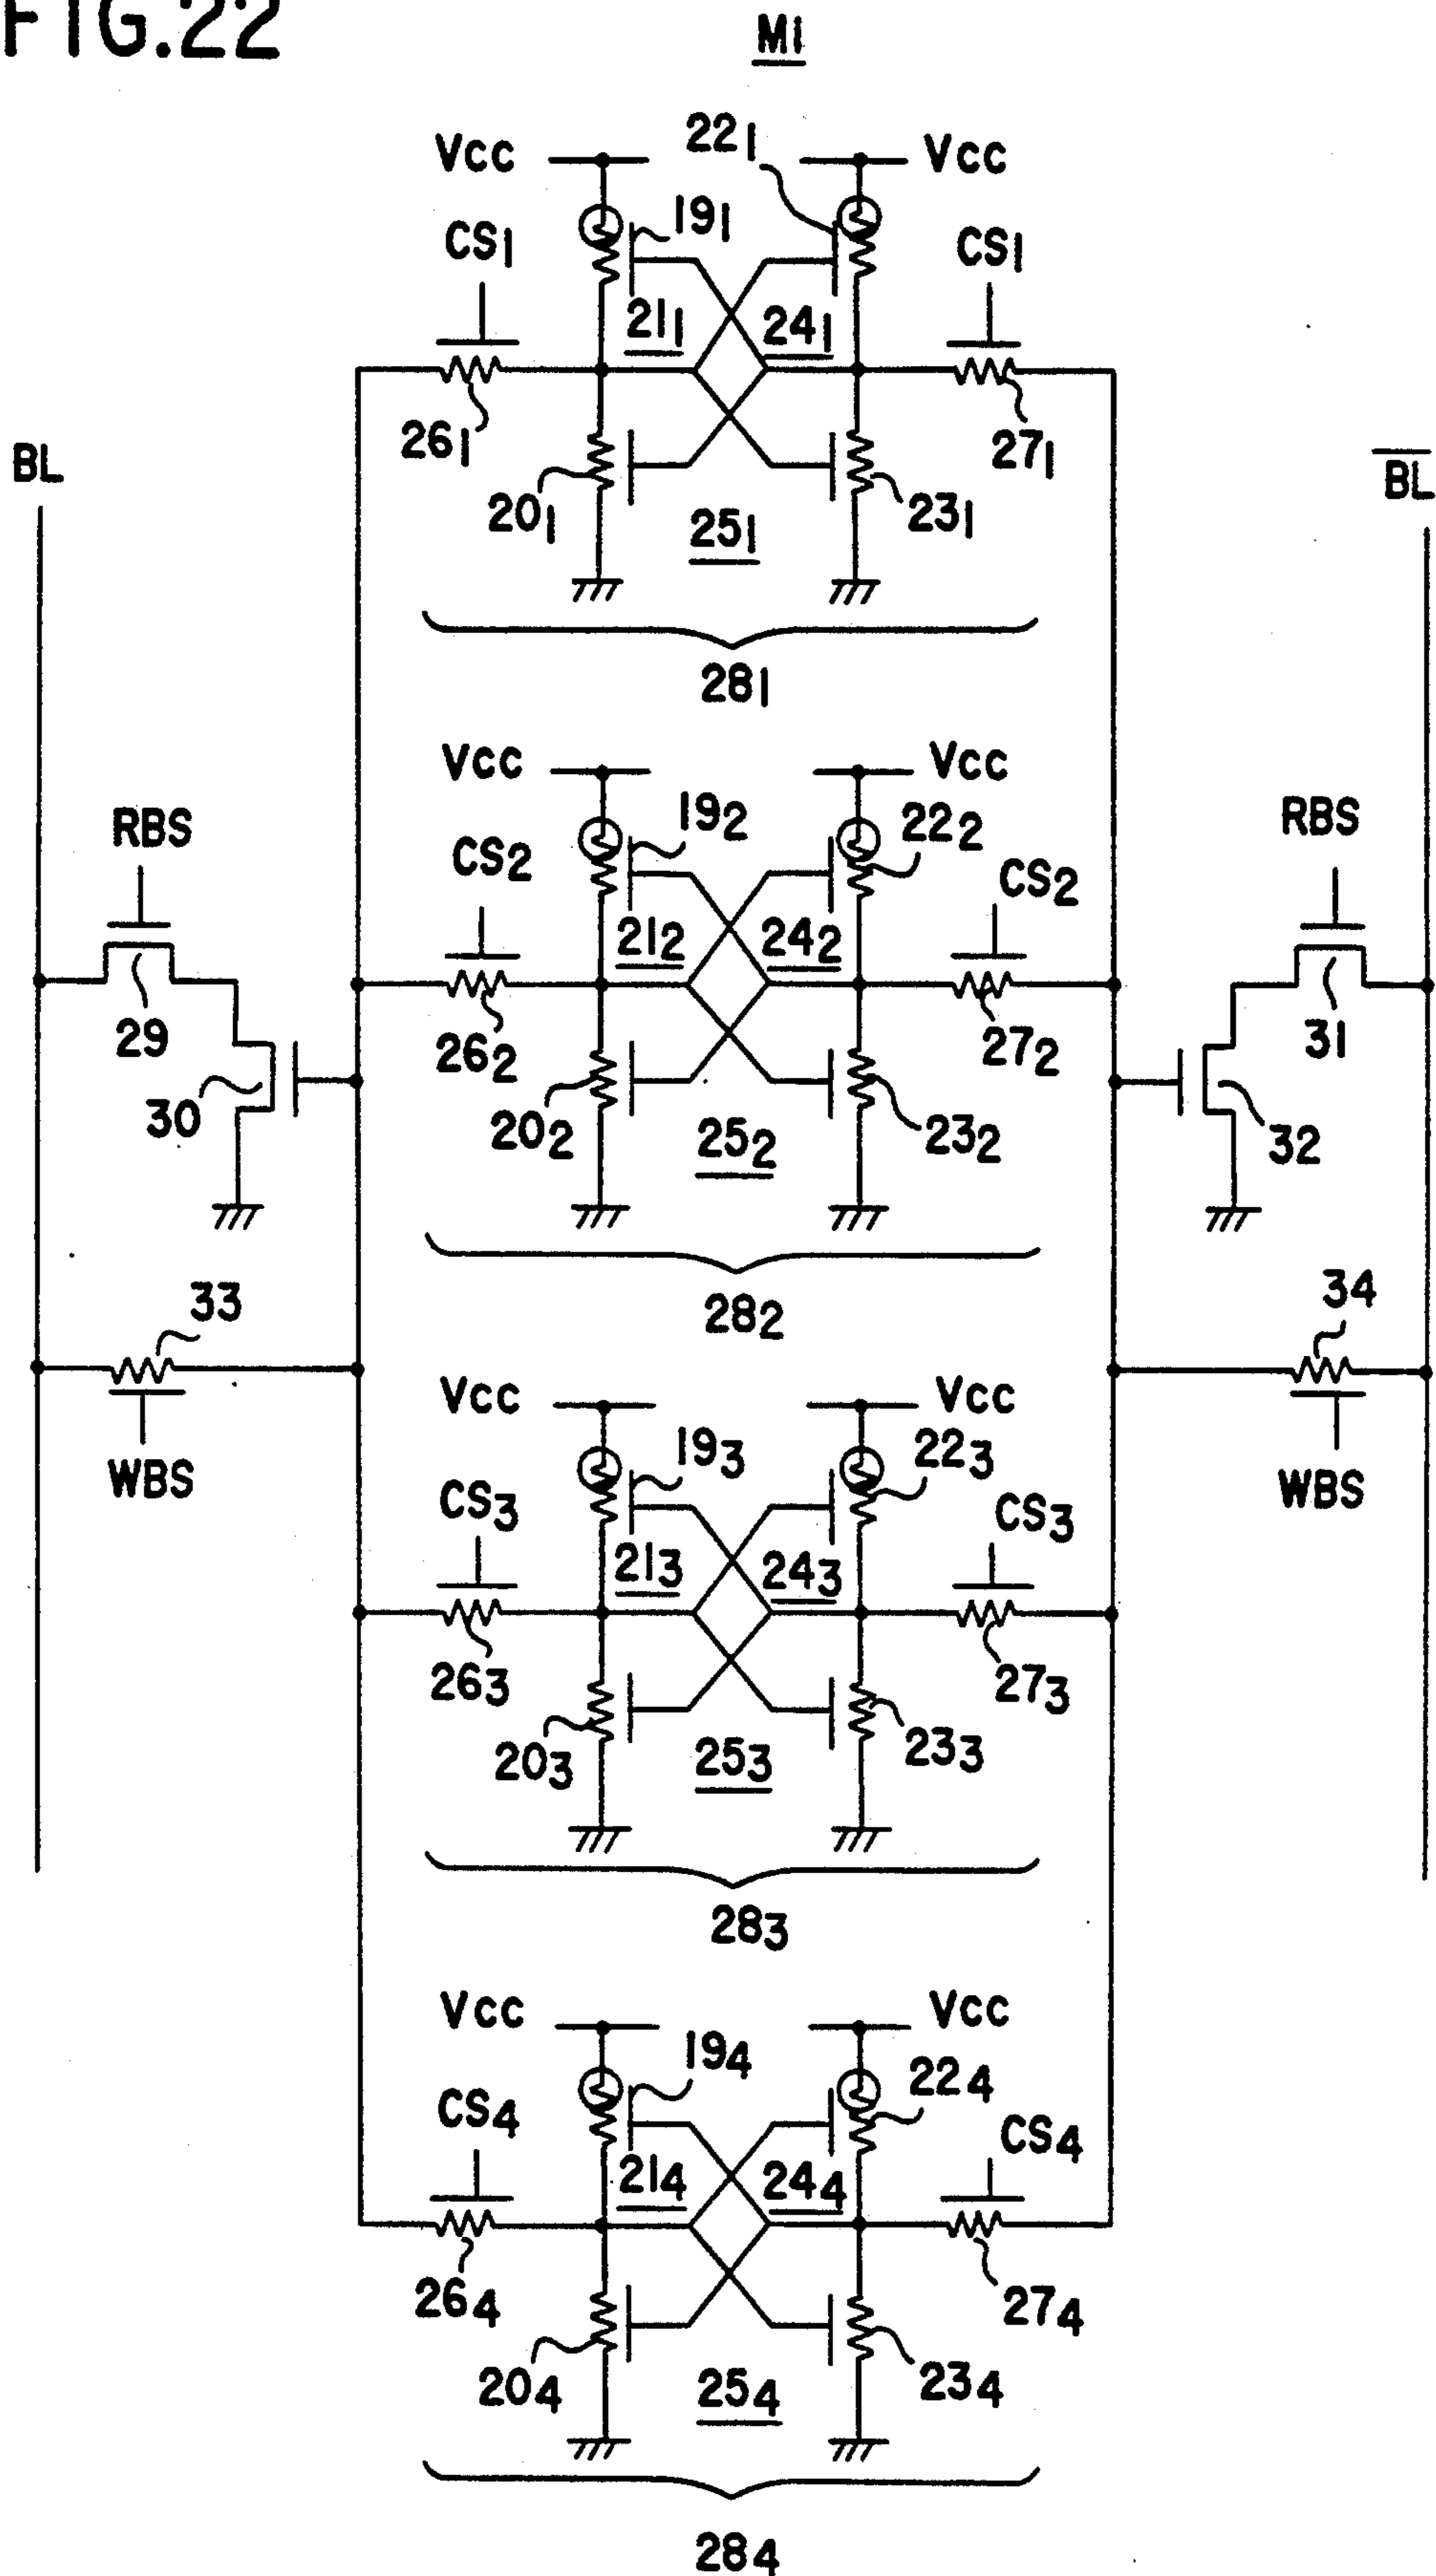 FIG.22
M1
Vcc
22₁
Vcc
CS₁
19₁
CS₁
21₁
24₁
26₁
27₁
BL
B̅L̅
20₁
25₁
23₁
28₁
Vcc
Vcc
RBS
19₂
22₂
RBS
CS₂
CS₂
21₂
24₂
29
26₂
27₂
31
30
20₂
25₂
23₂
32
28₂
33
34
Vcc
Vcc
WBS
19₃
22₃
WBS
CS₃
CS₃
21₃
24₃
26₃
27₃
20₃
25₃
23₃
28₃
Vcc
Vcc
19₄
22₄
CS₄
CS₄
21₄
24₄
26₄
27₄
20₄
25₄
23₄
28₄